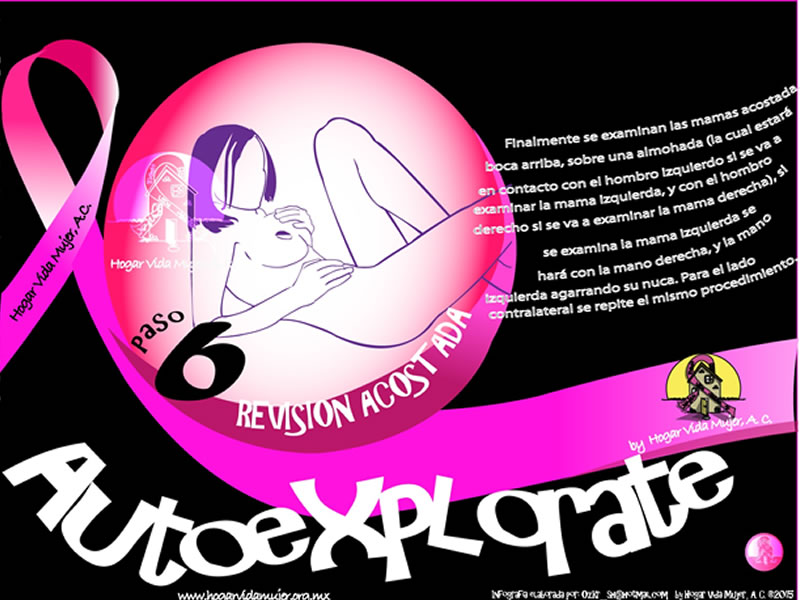 Hogar Vida Mujer, A.C.
Finalmente se examinan las mamas acostada
boca arriba, sobre una almohada (la cual estará
en contacto con el hombro izquierdo si se va a
examinar la mama izquierda, y con el hombro
derecho si se va a examinar la mama derecha), si
se examina la mama izquierda se
hará con la mano derecha, y la mano
izquierda agarrando su nuca. Para el lado
contralateral se repite el mismo procedimiento.
Hogar Vida
paso
6
REVISION ACOSTADA
by Hogar Vida Mujer, A. C.
AutoeXPLorate
www.hogarvidamujer.org.mx
Infografia elaborada por: by Hogar Vida Mujer, A. C. ©2015